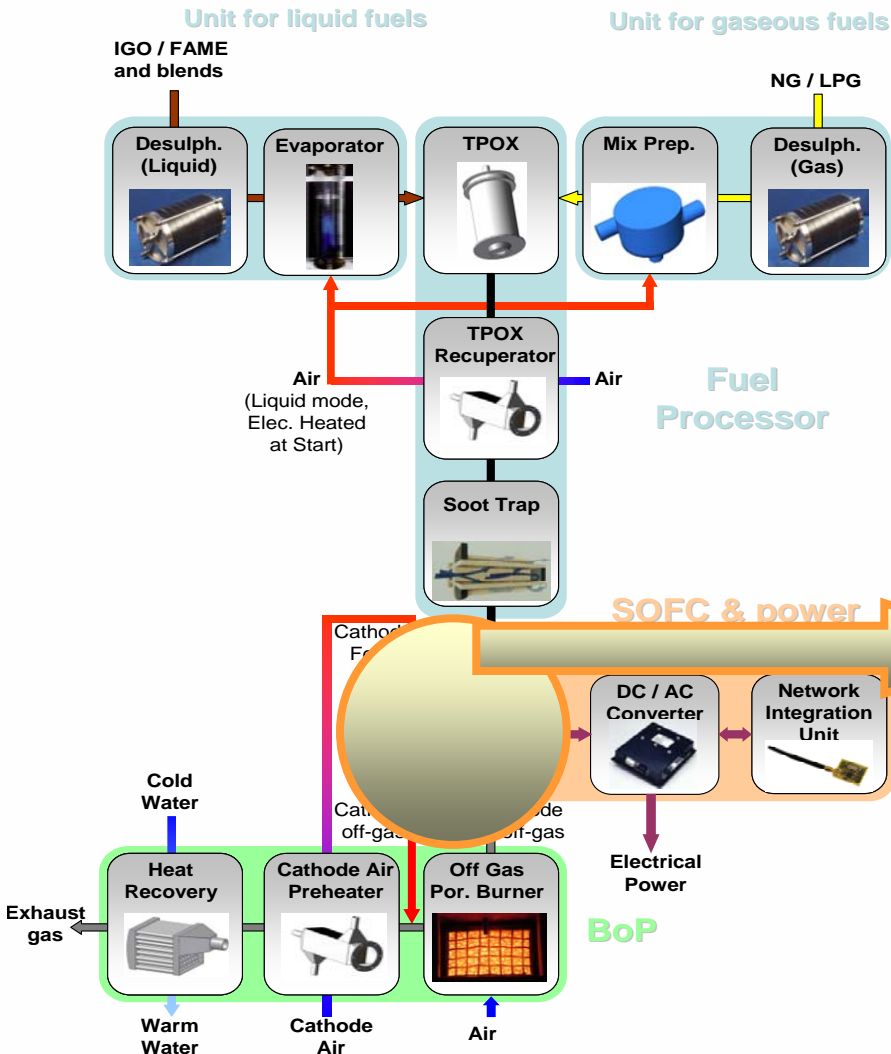 Unit for liquid fuels
Unit for gaseous fuels
IGO / FAME
and blends
NG / LPG
Desulph.
(Liquid)
Evaporator
TPOX
Mix Prep.
Desulph.
(Gas)
TPOX
Recuperator
Air
(Liquid mode,
Elec. Heated
at Start)
Air
Fuel
Processor
Soot Trap
SOFC & power
DC / AC
Converter
Network
Integration
Unit
Cold
Water
off-gas
off-gas
Electrical
Power
Heat
Recovery
Cathode Air
Preheater
Off Gas
Por. Burner
Exhaust
gas
BoP
Warm
Water
Cathode
Air
Air